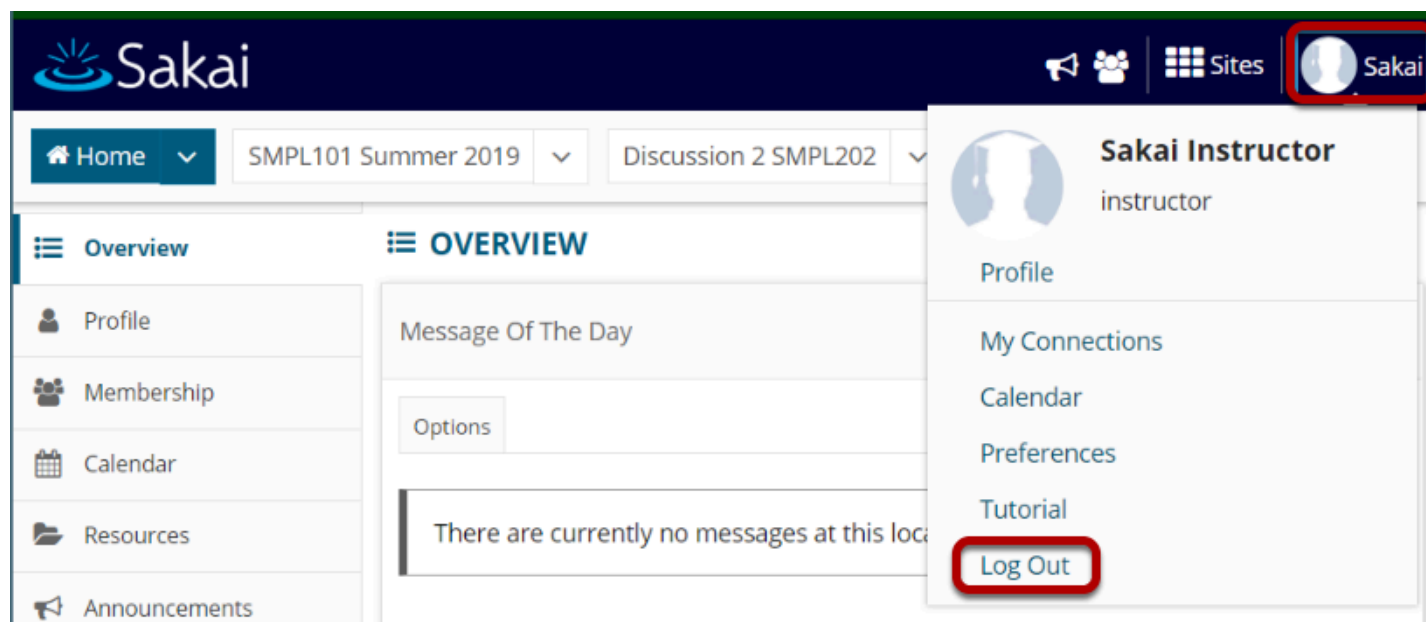 Sakai
Sites
Sakai
Home
SMPL101 Summer 2019
Discussion 2 SMPL202
Sakai Instructor
instructor
Profile
My Connections
Calendar
Preferences
Tutorial
Log Out
Overview
Profile
Membership
Calendar
Resources
Announcements
OVERVIEW
Message Of The Day
Options
There are currently no messages at this